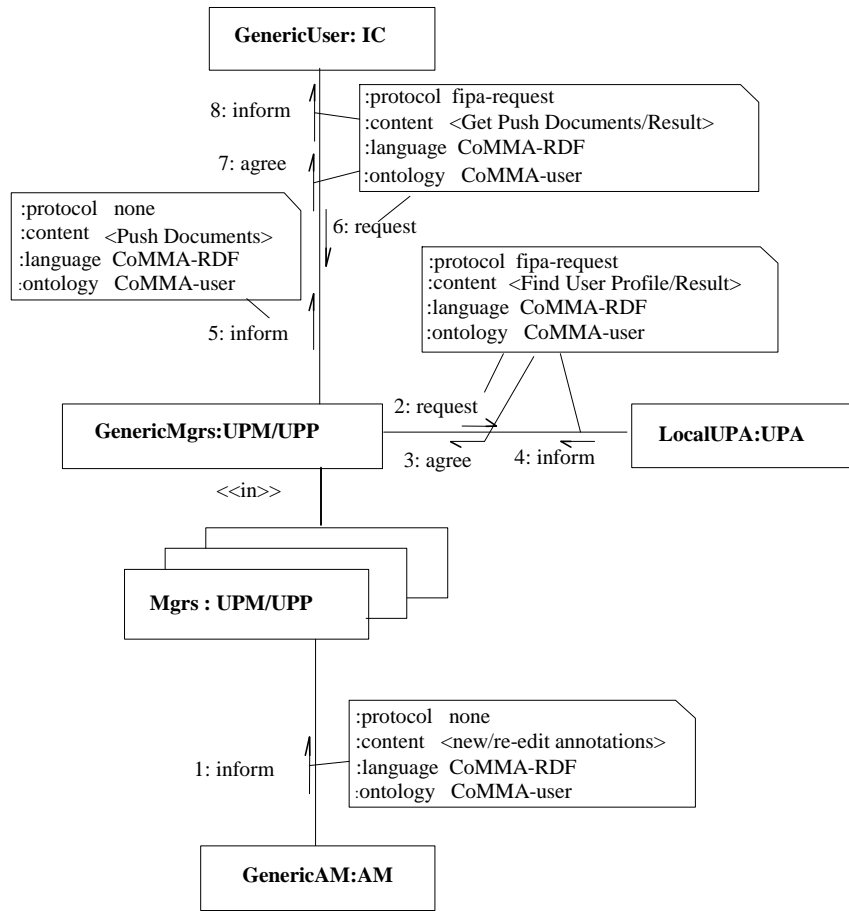 GenericUser: IC
8: inform
:protocol fipa-request
:content <Get Push Documents/Result>
:language CoMMA-RDF
:ontology CoMMA-user
7: agree
6: request
:protocol none
:content <Push Documents>
:language CoMMA-RDF
:ontology CoMMA-user
5: inform
:protocol fipa-request
:content <Find User Profile/Result>
:language CoMMA-RDF
:ontology CoMMA-user
GenericMgrs:UPM/UPP
2: request
3: agree
4: inform
LocalUPA:UPA
<<in>>
Mgrs : UPM/UPP
1: inform
:protocol none
:content <new/re-edit annotations>
:language CoMMA-RDF
:ontology CoMMA-user
GenericAM:AM